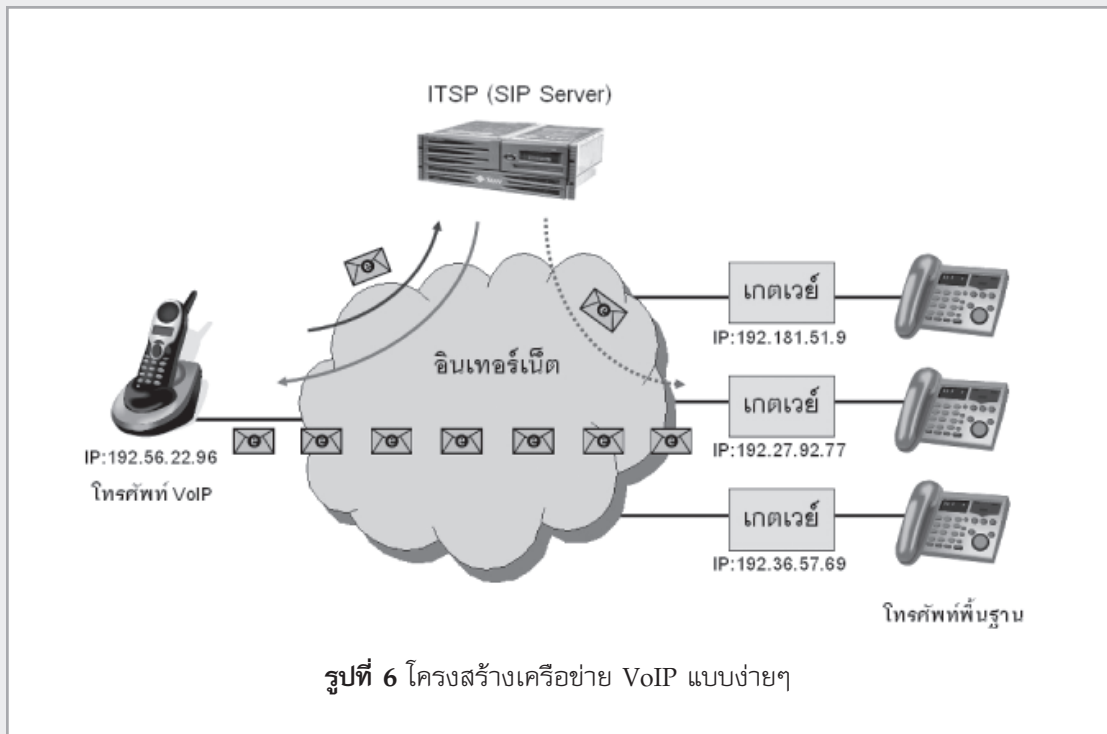 ITSP (SIP Server)
เกตเวย์
IP:192.181.51.9
อินเทอร์เน็ต
เกตเวย์
IP:192.27.92.77
IP:192.56.22.96
โทรศัพท์ VoIP
เกตเวย์
IP:192.36.57.69
โทรศัพท์พื้นฐาน
รูปที่ 6 โครงสร้างเครือข่าย VoIP แบบง่ายๆ